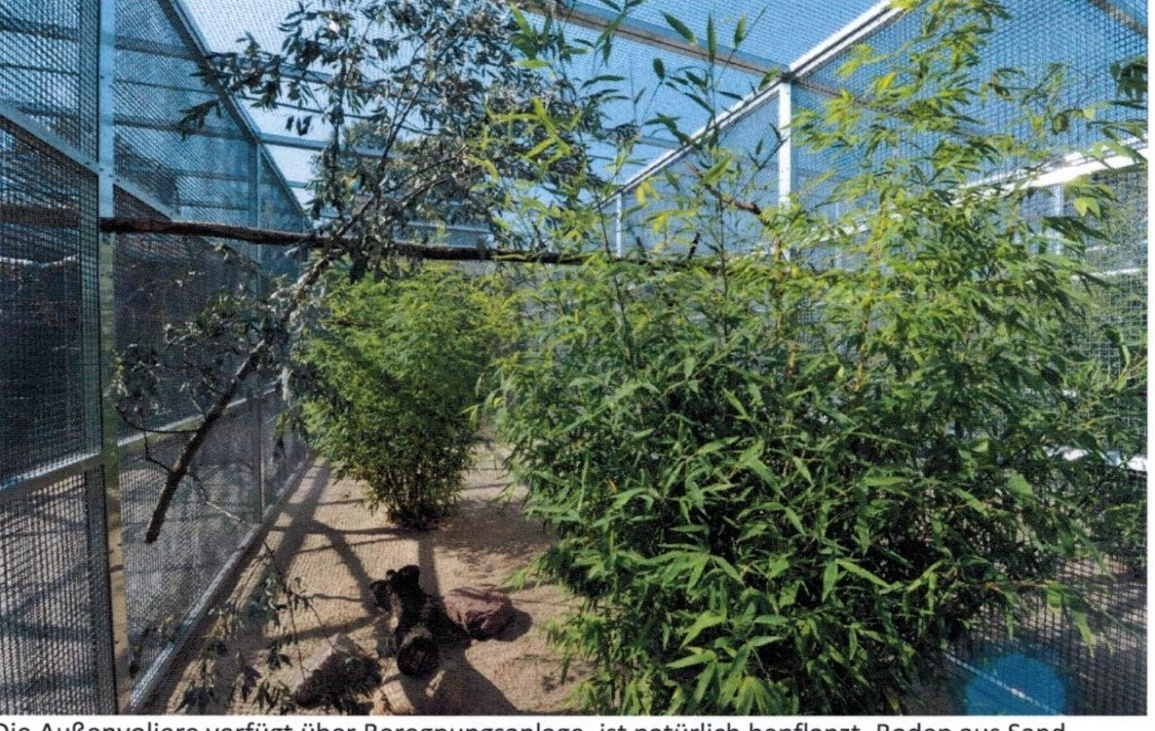 Die Außenvoliere verfügt über Beregnungsanlage, ist natürlich bepflanzt, Boden aus Sand